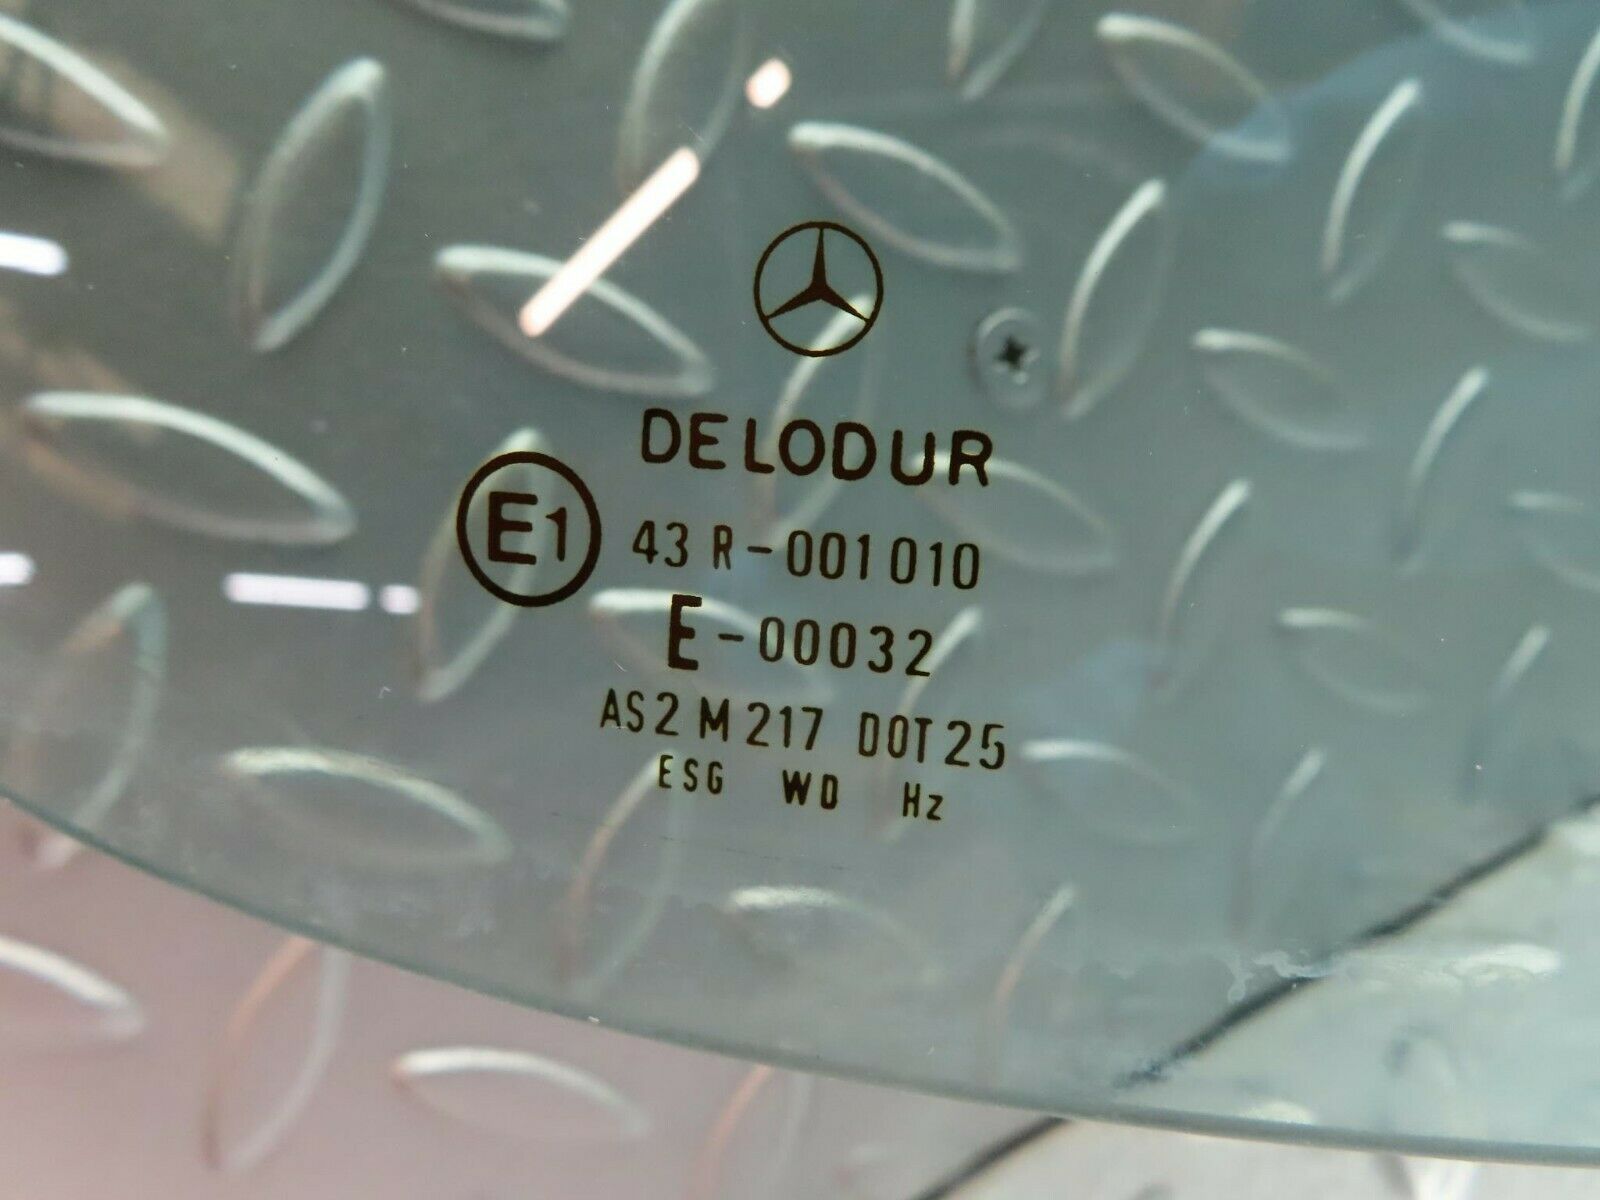 DELODUR
E1 43 R-001010
E-00032
AS2 M217 DOT25
ESG WD Hz